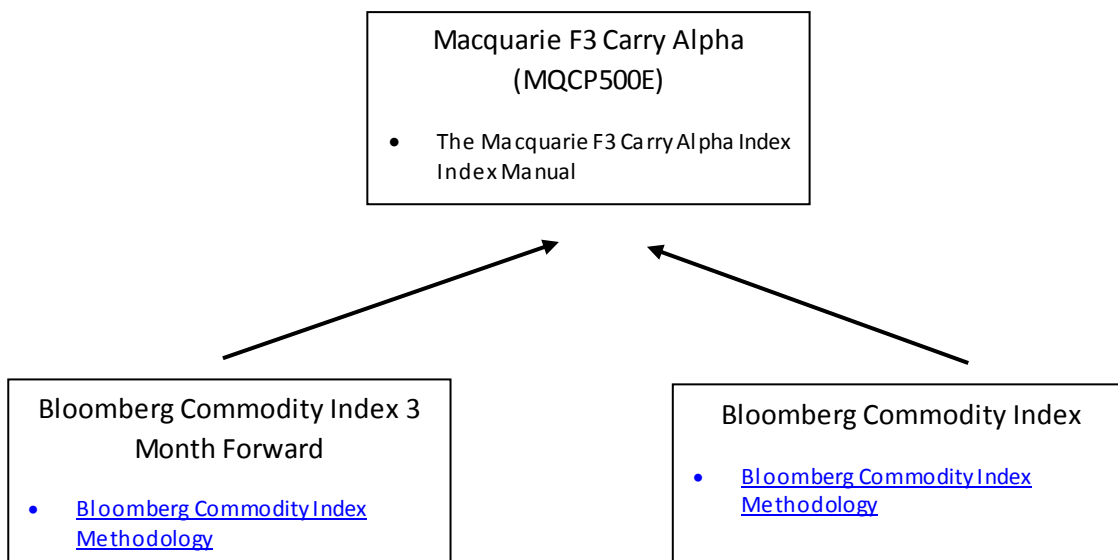 Macquarie F3 Carry Alpha
(MQCP500E)
• The Macquarie F3 Carry Alpha Index
Index Manual
Bloomberg Commodity Index 3
Month Forward
• Bloomberg Commodity Index
Methodology
Bloomberg Commodity Index
• Bloomberg Commodity Index
Methodology